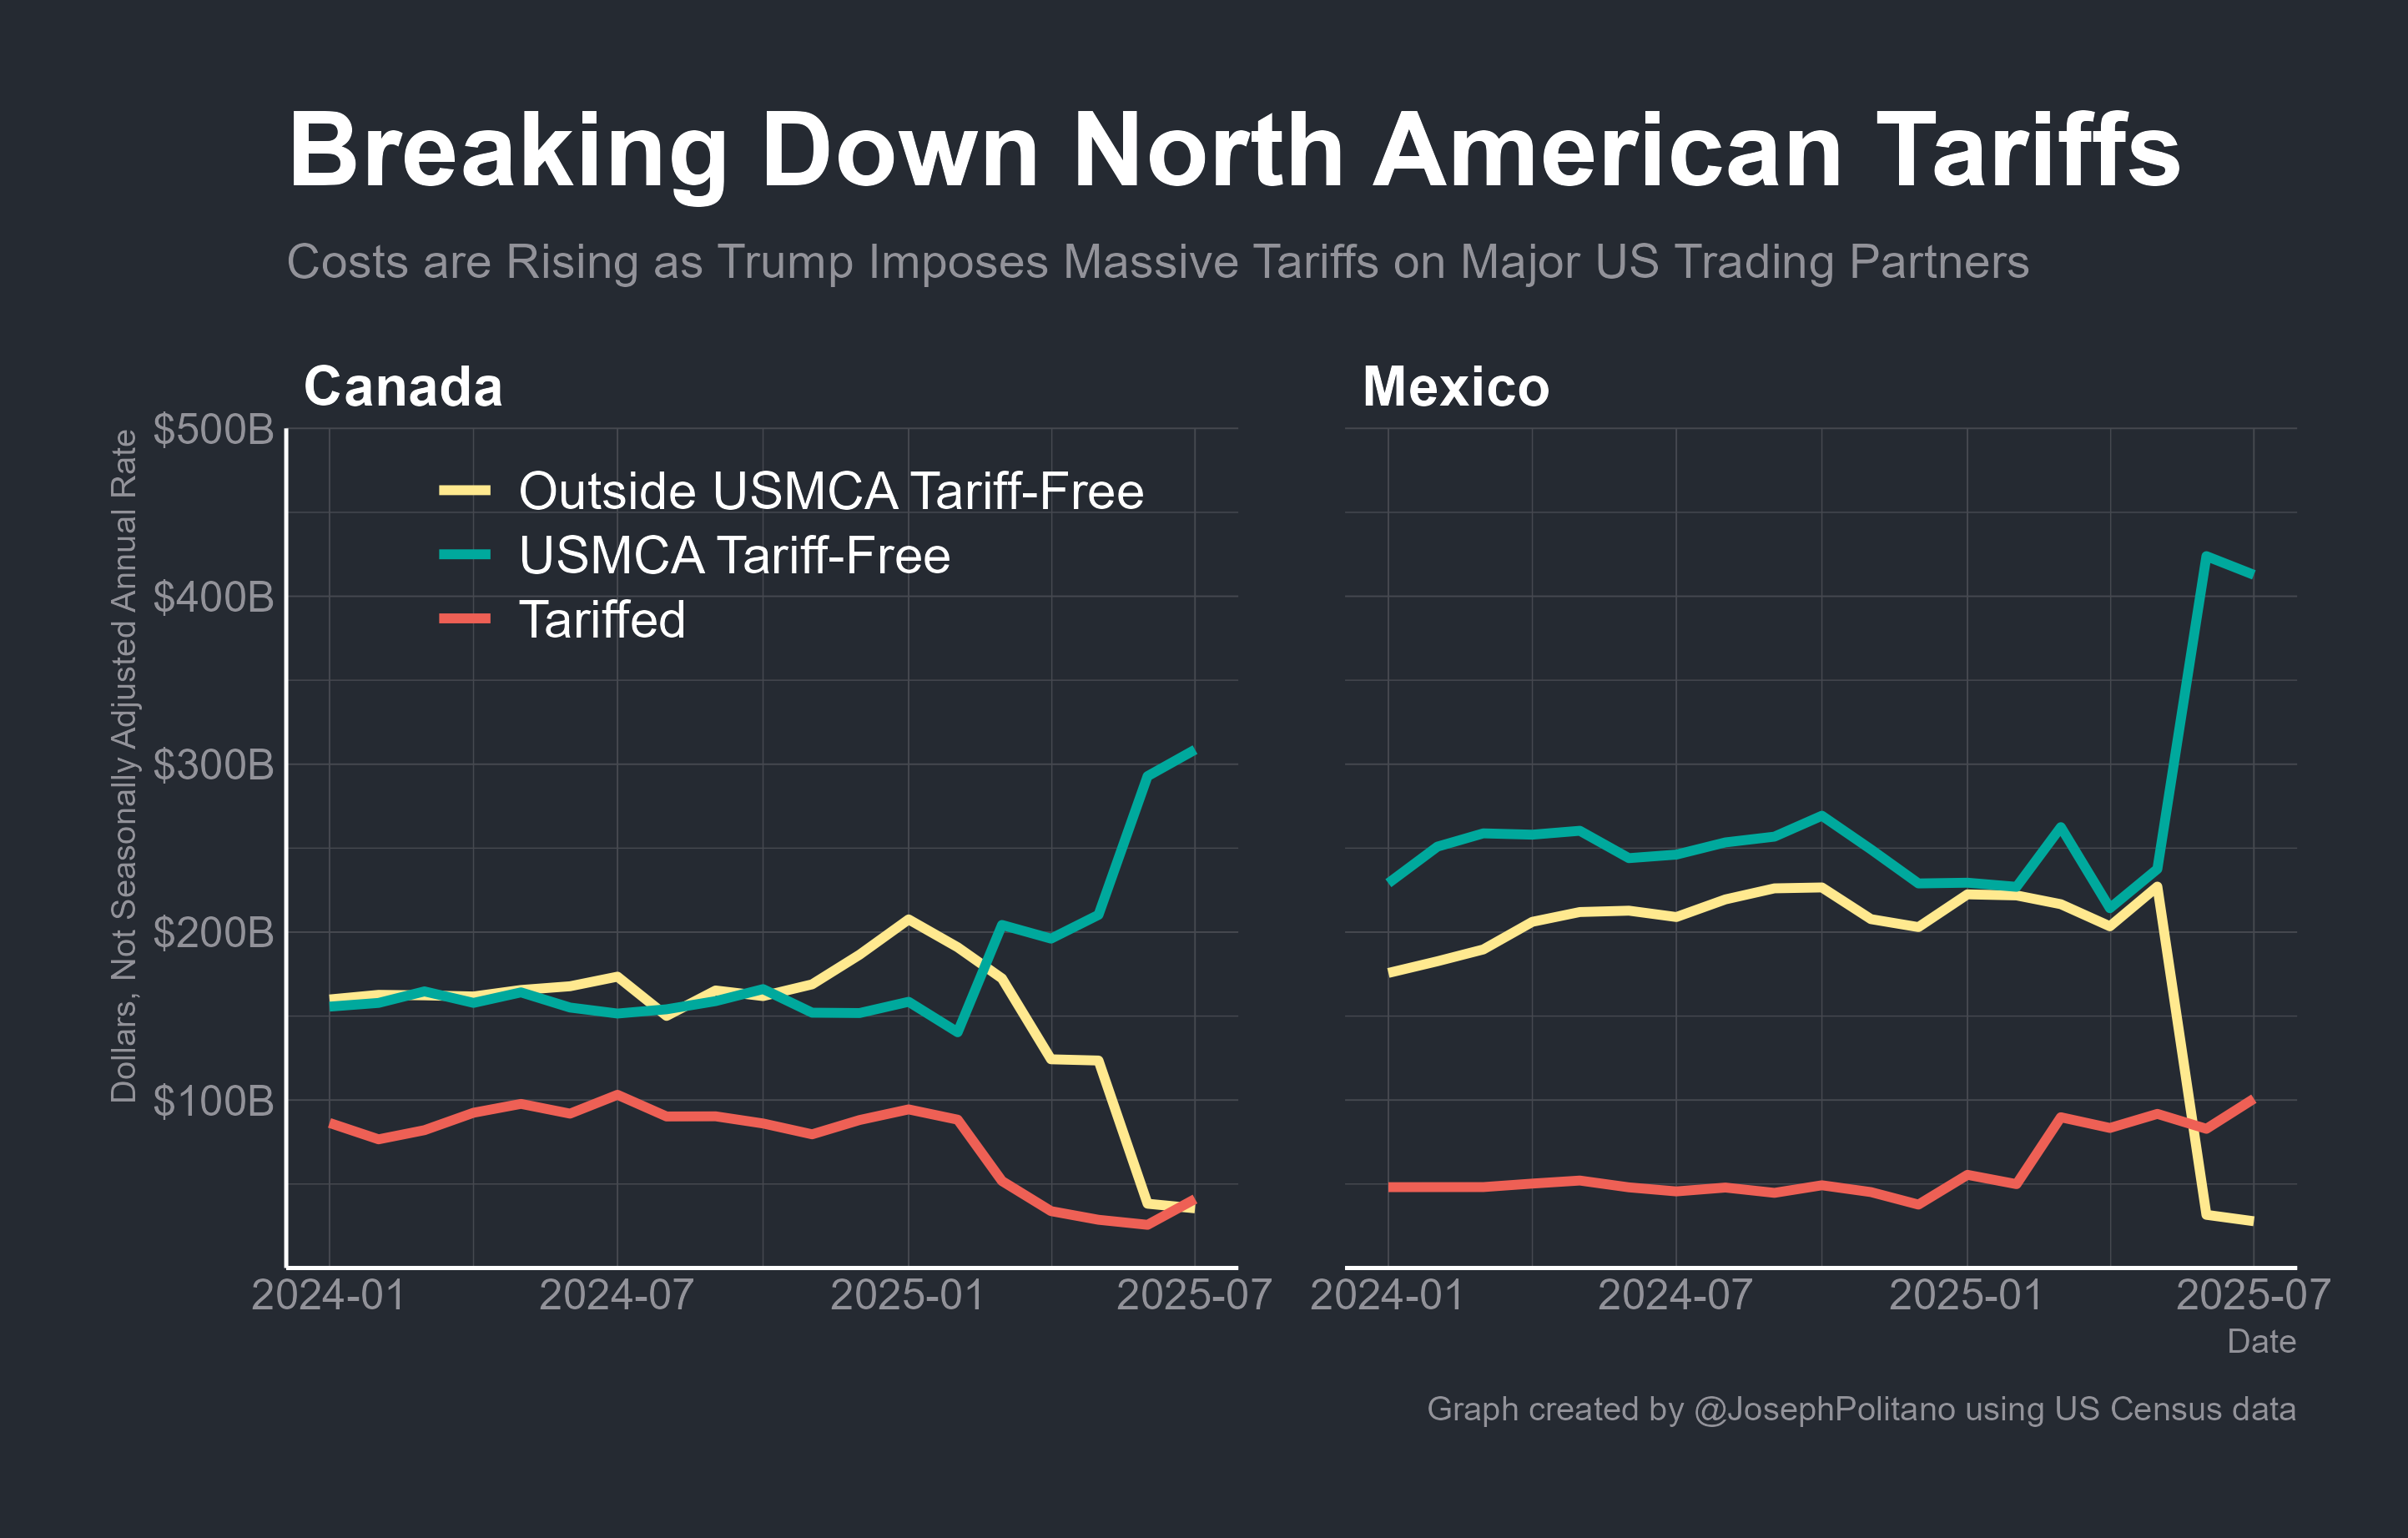 Breaking Down North American Tariffs
Costs are Rising as Trump Imposes Massive Tariffs on Major US Trading Partners
Canada
Mexico
Dollars, Not Seasonally Adjusted Annual Rate
$500B
$400B
$300B
$200B
$100B
Outside USMCA Tariff-Free
USMCA Tariff-Free
Tariffed
2024-01 2024-07 2025-01 2025-07
2024-01 2024-07 2025-01 2025-07
Date
Graph created by @JosephPolitano using US Census data